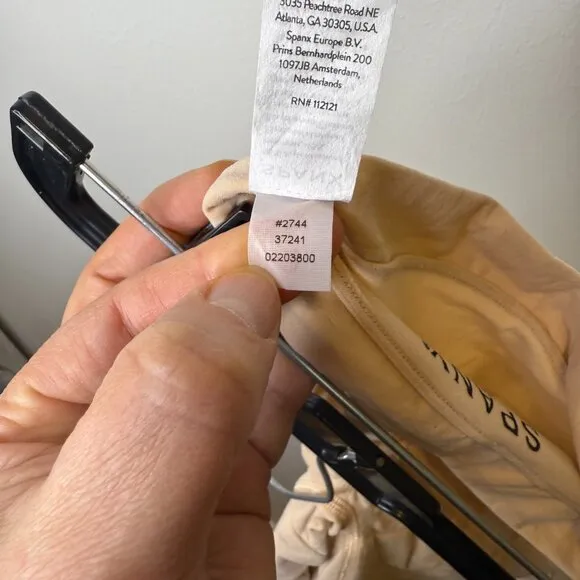 3035 Peachtree Road NE
Atlanta, GA 30305, U.S.A.
Spanx Europe B.V.
Prins Bernhardplein 200
1097JB Amsterdam,
Netherlands
RN# 112121
#2744
37241
02203800
SPANX